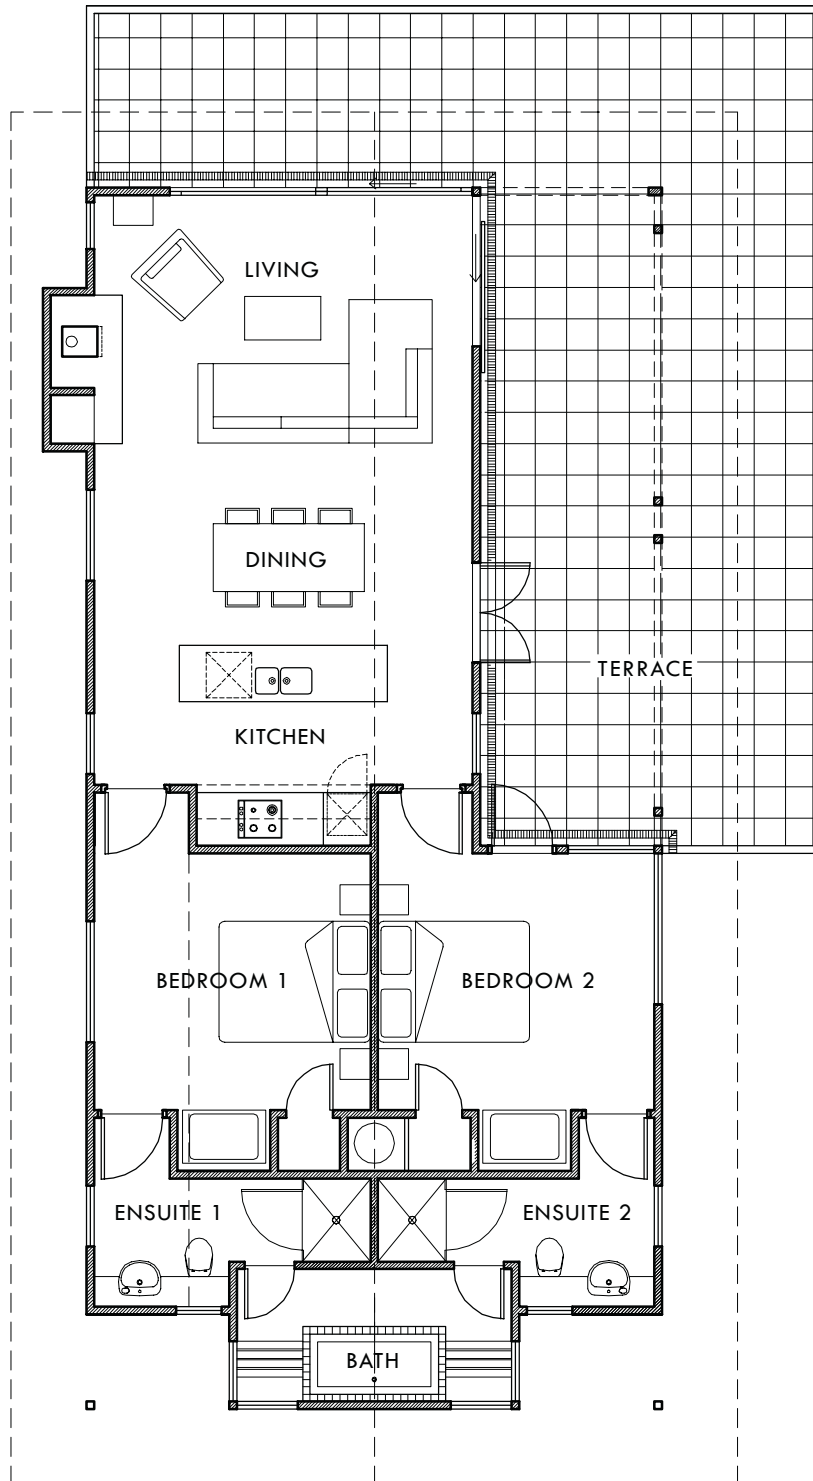 LIVING
DINING
TERRACE
KITCHEN
BEDROOM 1
BEDROOM 2
ENSUITE 1
ENSUITE 2
BATH